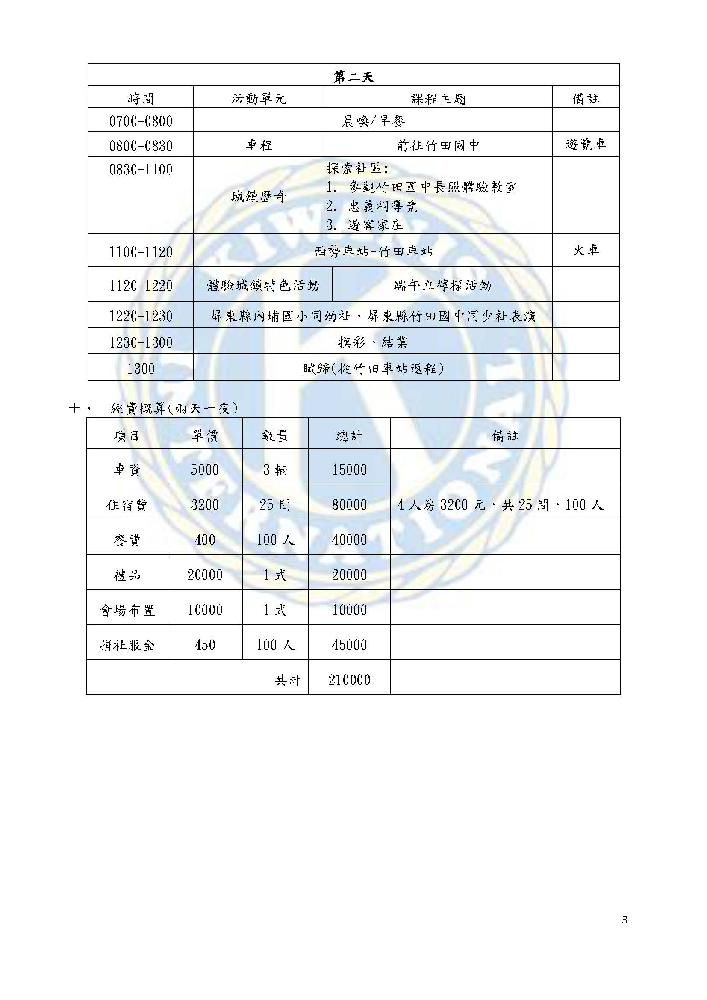 第二天
時間 活動單元 課程主題 備註
0700-0800 晨喚/早餐
0800-0830 車程 前往竹田國中 遊覽車
0830-1100 城鎮歷奇 探索社區:
1. 參觀竹田國中長照體驗教室
2. 忠義祠導覽
3. 遊客家庄
1100-1120 西勢車站-竹田車站 火車
1120-1220 體驗城鎮特色活動 端午立檸檬活動
1220-1230 屏東縣內埔國小同幼社、屏東縣竹田國中同少社表演
1230-1300 摸彩、結業
1300 賦歸(從竹田車站返程)
十、 經費概算(兩天一夜)
項目 單價 數量 總計 備註
車資 5000 3 輛 15000
住宿費 3200 25 間 80000 4 人房 3200 元，共 25 間，100 人
餐費 400 100 人 40000
禮品 20000 1 式 20000
會場布置 10000 1 式 10000
捐社服金 450 100 人 45000
共計 210000
KIWANIS
INTERNATIONAL
K
3